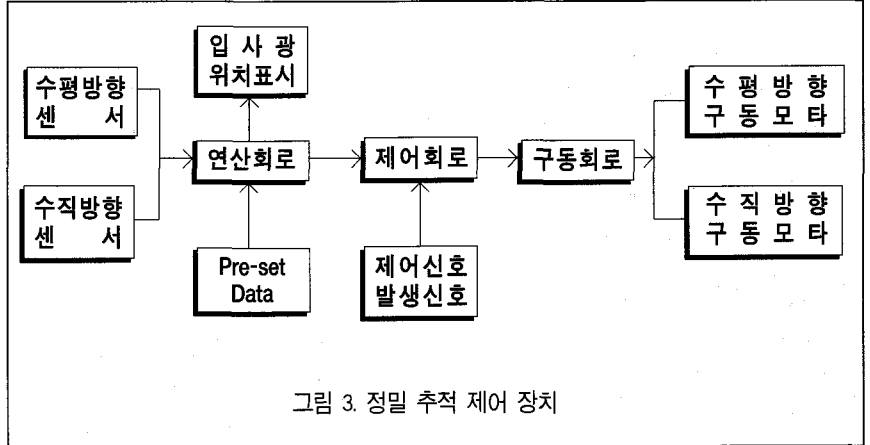 입 사 광
위치표시
수평방향
센 서
수직방향
센 서
연산회로
제어회로
구동회로
수 평 방 향
구 동 모 타
수 직 방 향
구 동 모 타
Pre-set
Data
제어신호
발생신호
그림 3. 정밀 추적 제어 장치